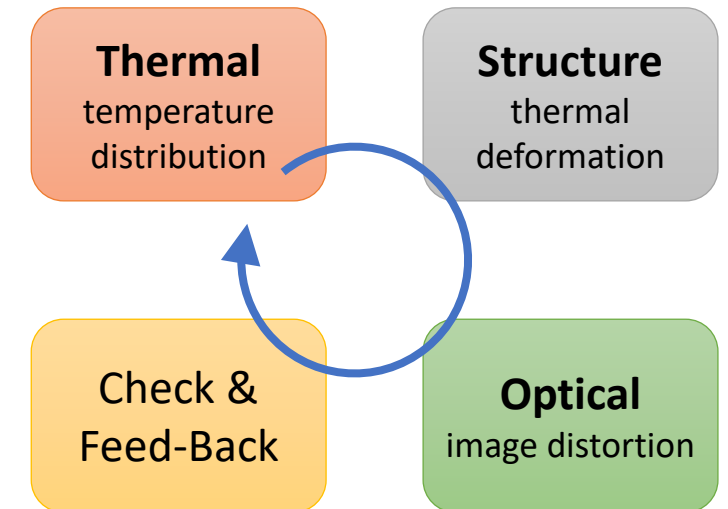 Thermal
temperature
distribution
Structure
thermal
deformation
Check &
Feed-Back
Optical
image distortion